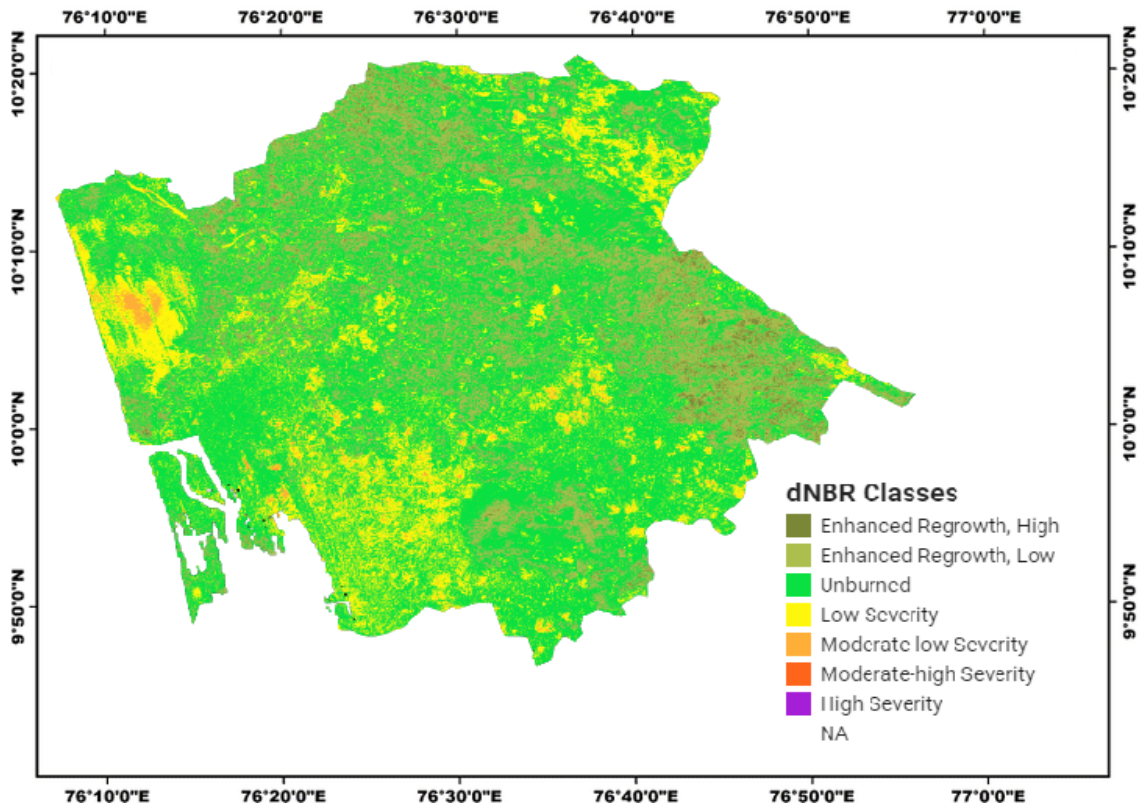 76°10'0"E 76°20'0"E 76°30'0"E 76°40'0"E 76°50'0"E 77°0'0"E
10°20'0"N 10°20'0"N
10°10'0"N 10°10'0"N
10°0'0"N 10°0'0"N
9°50'0"N 9°50'0"N
dNBR Classes
Enhanced Regrowth, High
Enhanced Regrowth, Low
Unburned
Low Severity
Moderate-low Severity
Moderate-high Severity
High Severity
NA
76°10'0"E 76°20'0"E 76°30'0"E 76°40'0"E 76°50'0"E 77°0'0"E